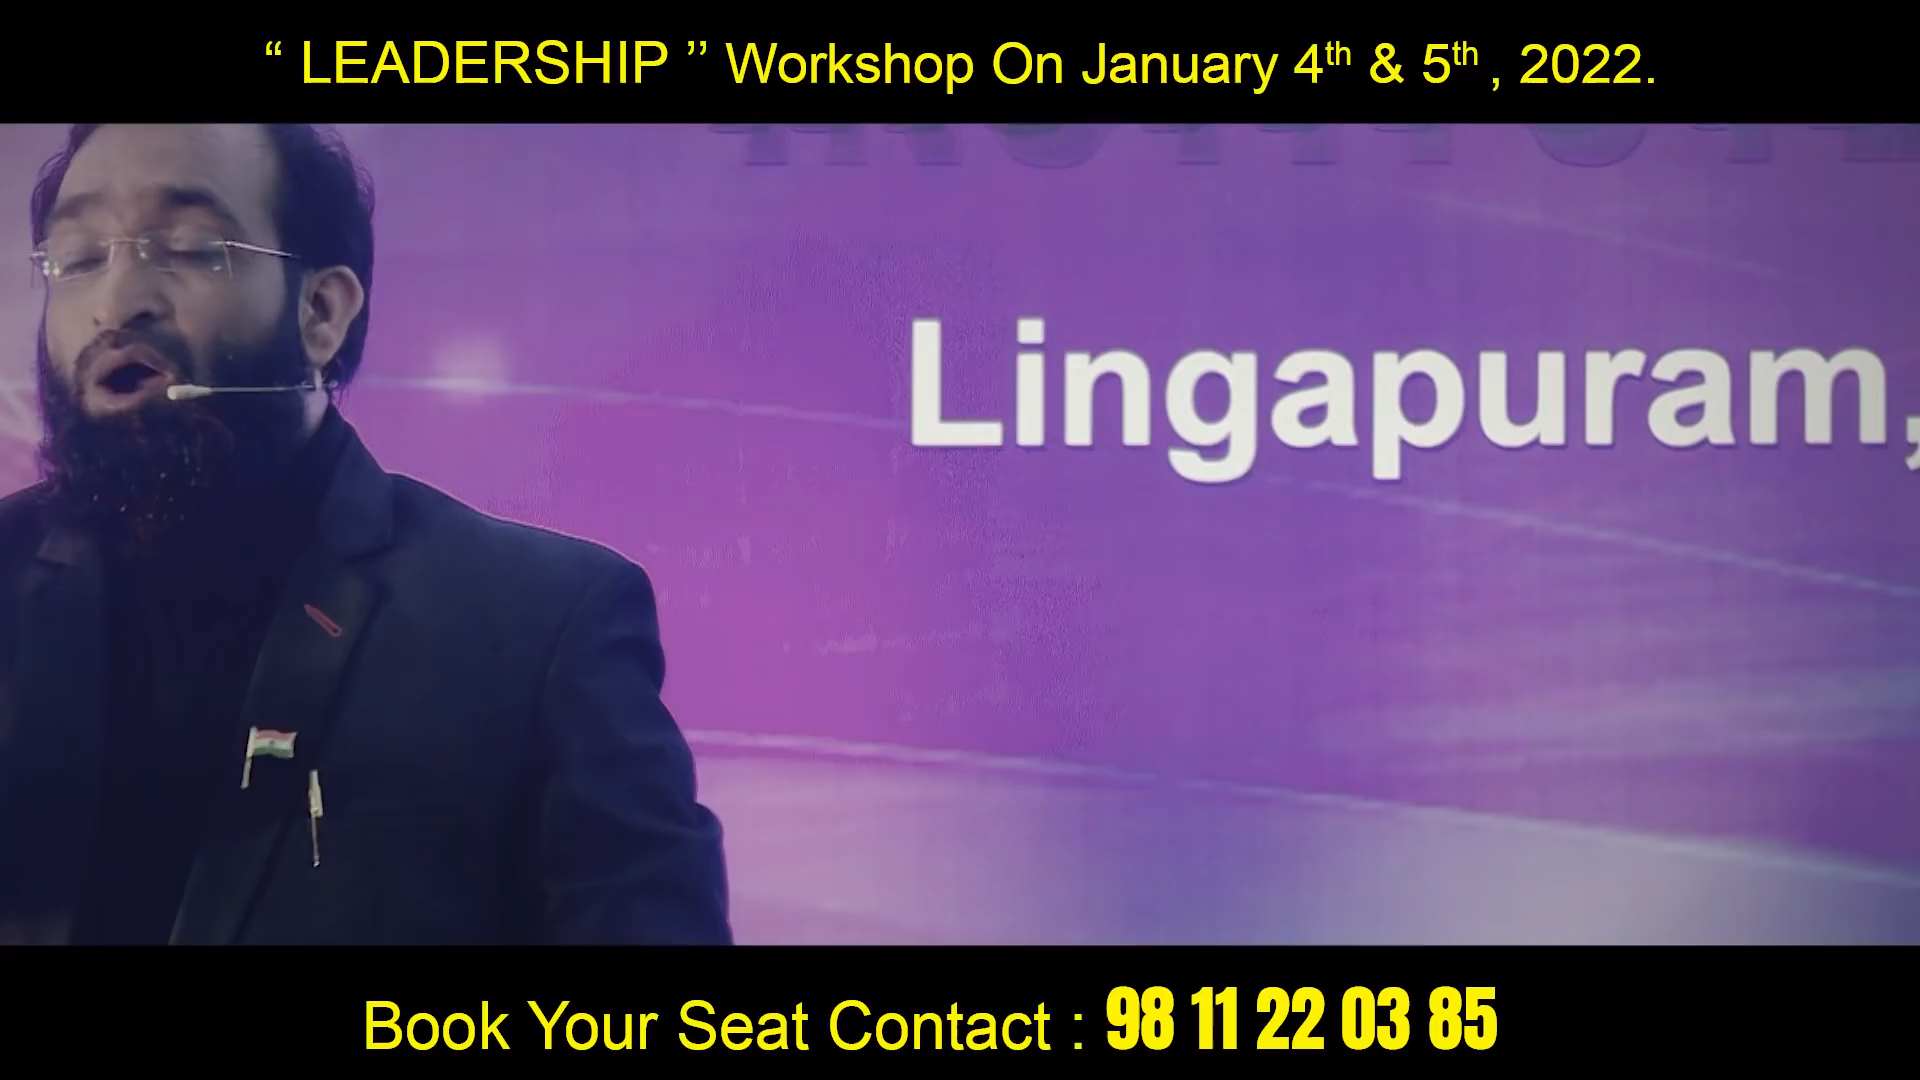 “ LEADERSHIP ’’ Workshop On January 4th & 5th , 2022.
Lingapuram,
Book Your Seat Contact : 98 11 22 03 85